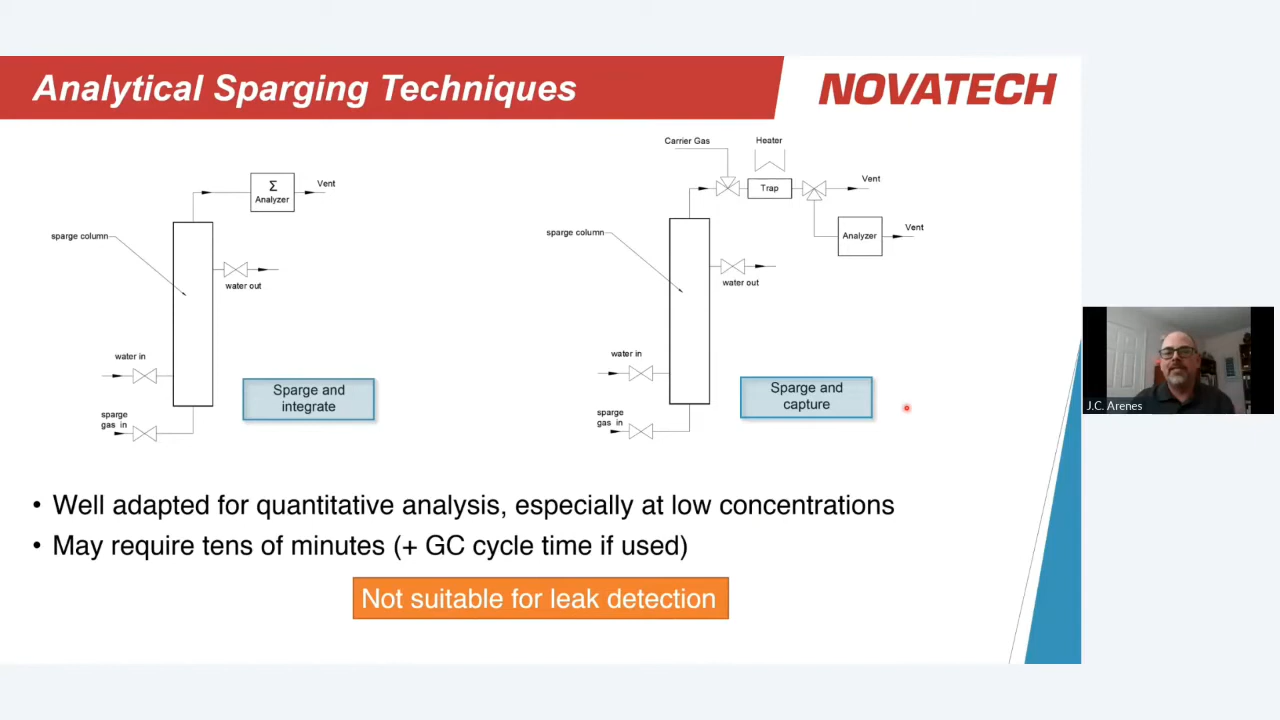 Analytical Sparging Techniques
NOVATECH
Σ
Analyzer
Vent
sparge column
water out
water in
sparge
gas in
Sparge and
integrate
Carrier Gas
Heater
Trap
Vent
Analyzer
Vent
sparge column
water out
water in
sparge
gas in
Sparge and
capture
J.C. Arenes
• Well adapted for quantitative analysis, especially at low concentrations
• May require tens of minutes (+ GC cycle time if used)
Not suitable for leak detection